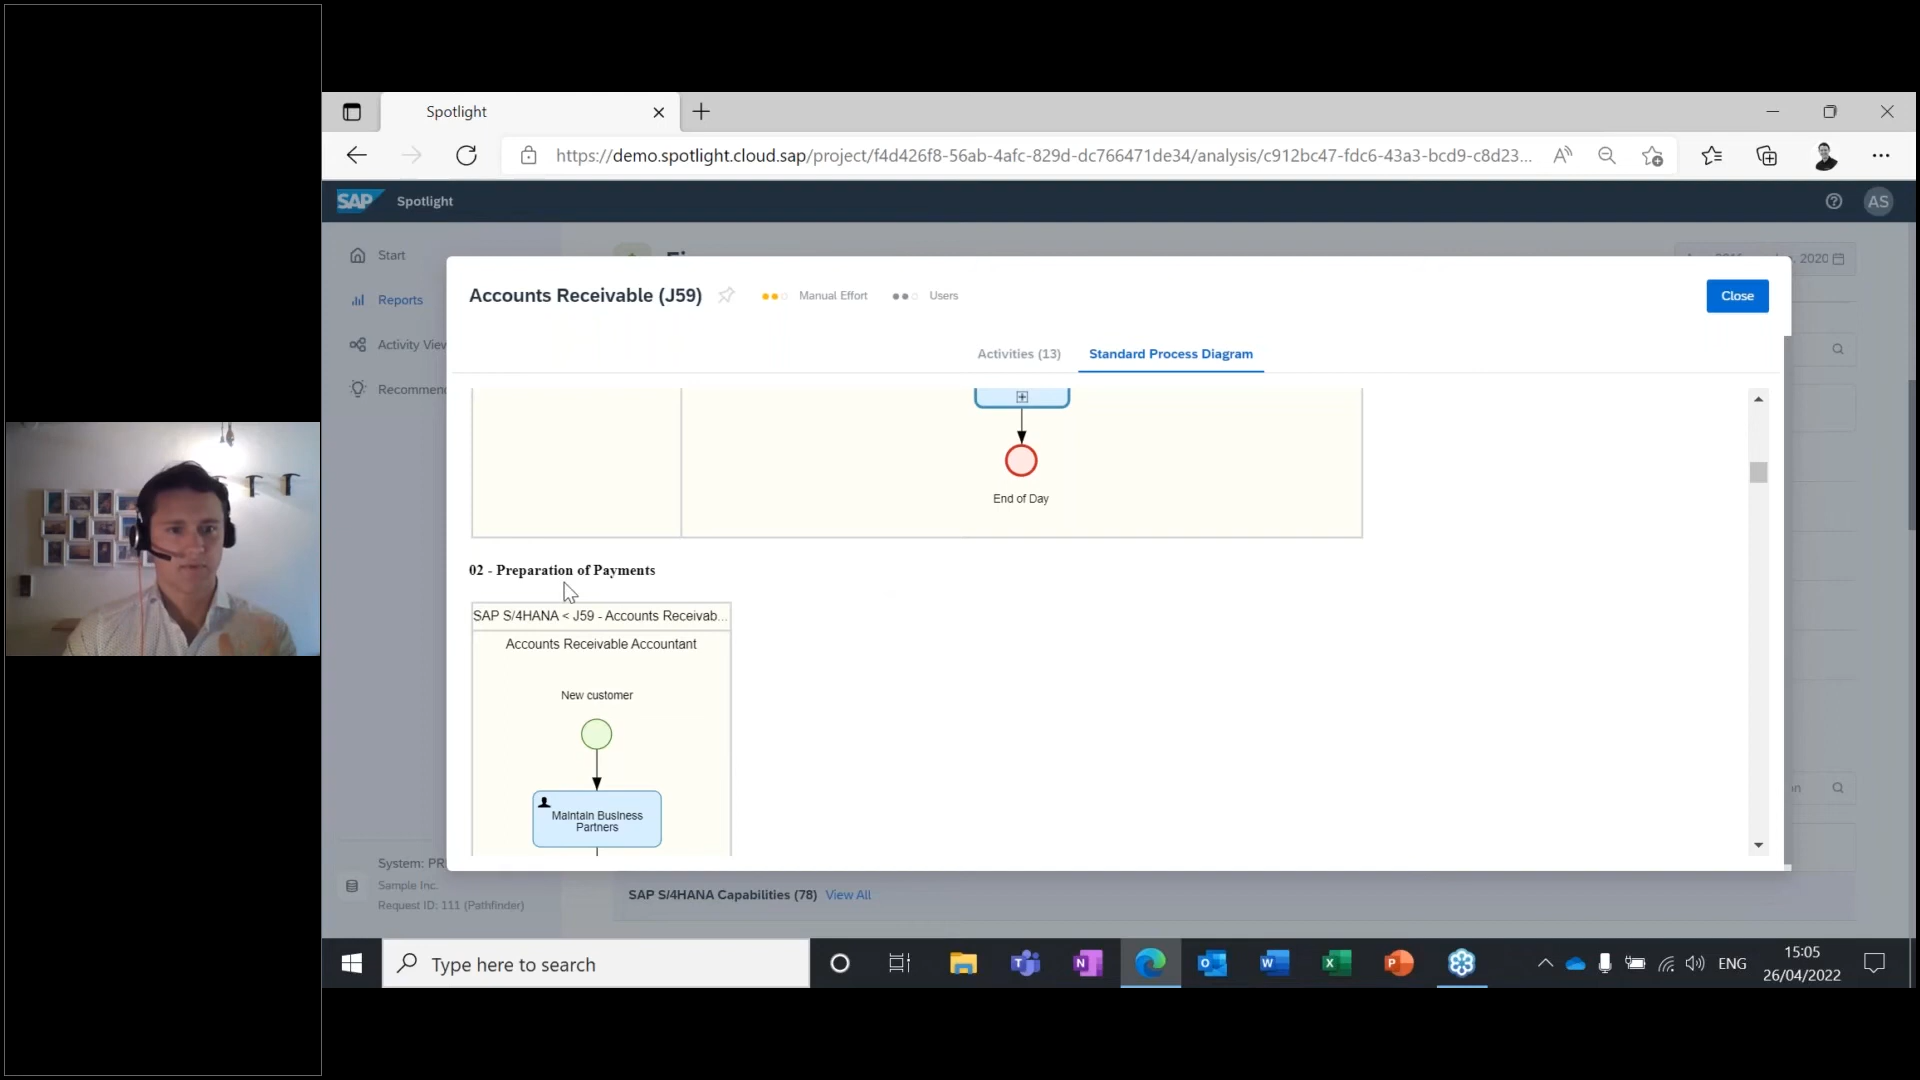 Spotlight
https://demo.spotlight.cloud.sap/project/f4d426f8-56ab-4afc-829d-dc766471de34/analysis/c912bc47-fdc6-43a3-bcd9-c8d23...
SAP
Spotlight
AS
Start
2020
Reports
Activity View
Recommen
Accounts Receivable (J59)
Manual Effort
Users
Close
Activities (13)
Standard Process Diagram
End of Day
02 - Preparation of Payments
SAP S/4HANA < J59 - Accounts Receivab...
Accounts Receivable Accountant
New customer
Maintain Business
Partners
System: PR
Sample Inc.
Request ID: 111 (Pathfinder)
SAP S/4HANA Capabilities (78) View All
Type here to search
ENG
15:05
26/04/2022